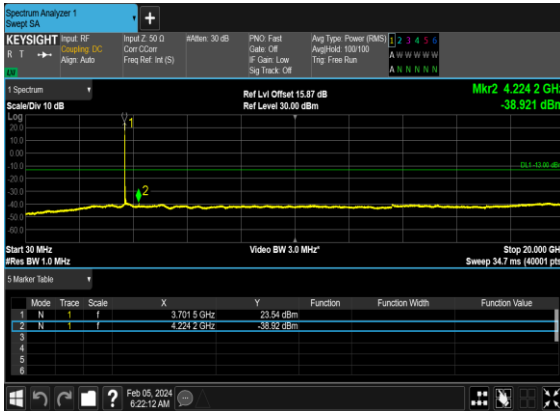 Spectrum Analyzer 1
Swept SA
+
KEYSIGHT Input: RF Input Z: 50 Ω #Atten: 30 dB PNO: Fast Avg Type: Power (RMS) 1 2 3 4 5 6
R T Coupling: DC Corr CCorr Gate: Off Avg|Hold: 100/100 A W W W W W
Align: Auto Freq Ref: Int (S) IF Gain: Low Trig: Free Run
Sig Track: Off A N N N N N
1 Spectrum Ref Lvl Offset 15.87 dB Mkr2 4.224 2 GHz
Scale/Div 10 dB Ref Level 30.00 dBm -38.921 dBm
Log
20.0
10.0
0.00
-10.0
-20.0
-30.0
-40.0
-50.0
-60.0
1
2
DL1 -13.00 dBm
Start 30 MHz Video BW 3.0 MHz* Stop 20.000 GH
#Res BW 1.0 MHz Sweep 34.7 ms (40001 pts
5 Marker Table
Mode Trace Scale X Y Function Function Width Function Value
1 N 1 f 3.701 5 GHz 23.54 dBm
2 N 1 f 4.224 2 GHz -38.92 dBm
3
4
5
6
? Feb 05, 2024
6:22:12 AM